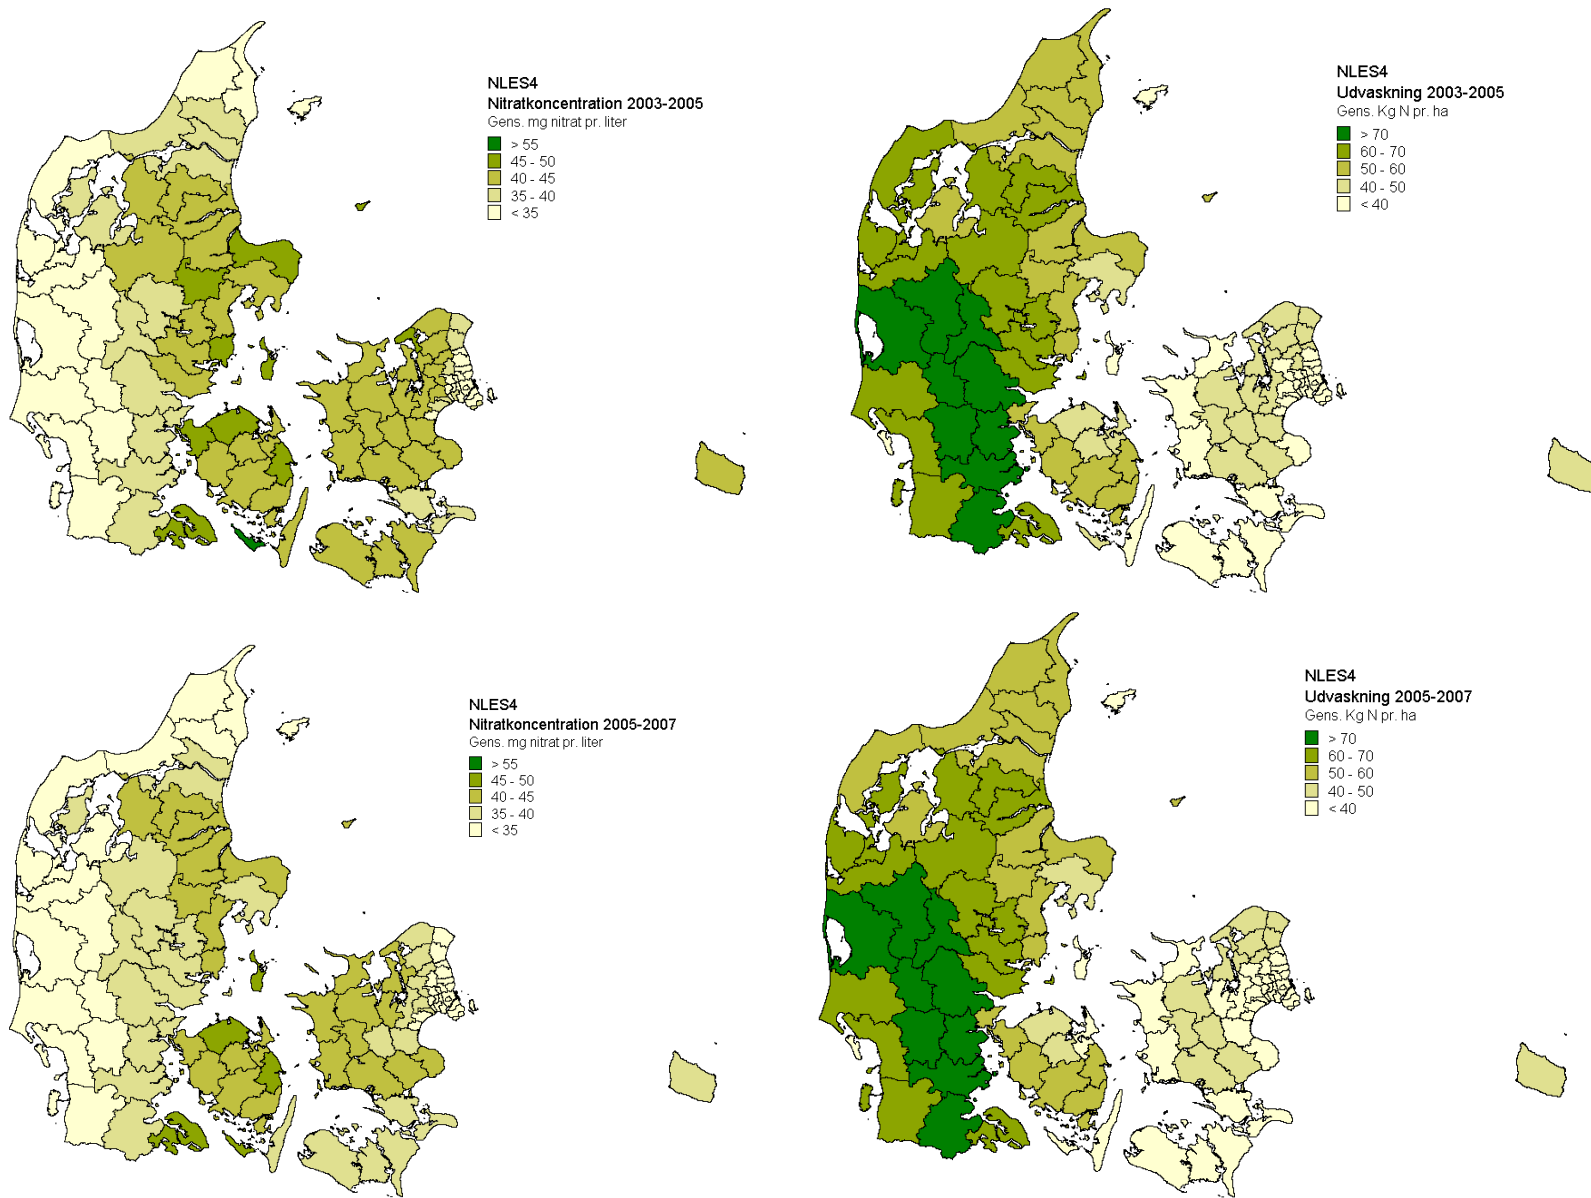 NLES4
Nitratkoncentration 2003-2005
Gens. mg nitrat pr. liter
> 55
45 - 50
40 - 45
35 - 40
< 35
NLES4
Udvaskning 2003-2005
Gens. Kg N pr. ha
> 70
60 - 70
50 - 60
40 - 50
< 40
NLES4
Nitratkoncentration 2005-2007
Gens. mg nitrat pr. liter
> 55
45 - 50
40 - 45
35 - 40
< 35
NLES4
Udvaskning 2005-2007
Gens. Kg N pr. ha
> 70
60 - 70
50 - 60
40 - 50
< 40